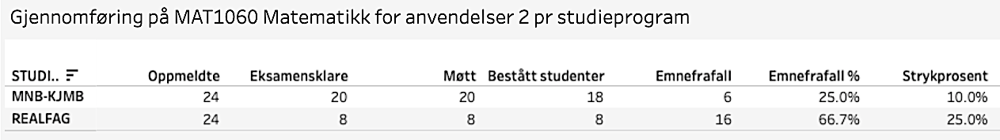 Gjennomføring på MAT1060 Matematikk for anvendelser 2 pr studieprogram
STUDI.. Oppmeldte Eksamensklare Møtt Bestått studenter Emnefrafall Emnefrafall % Strykprosent
MNB-KJMB 24 20 20 18 6 25.0% 10.0%
REALFAG 24 8 8 8 16 66.7% 25.0%